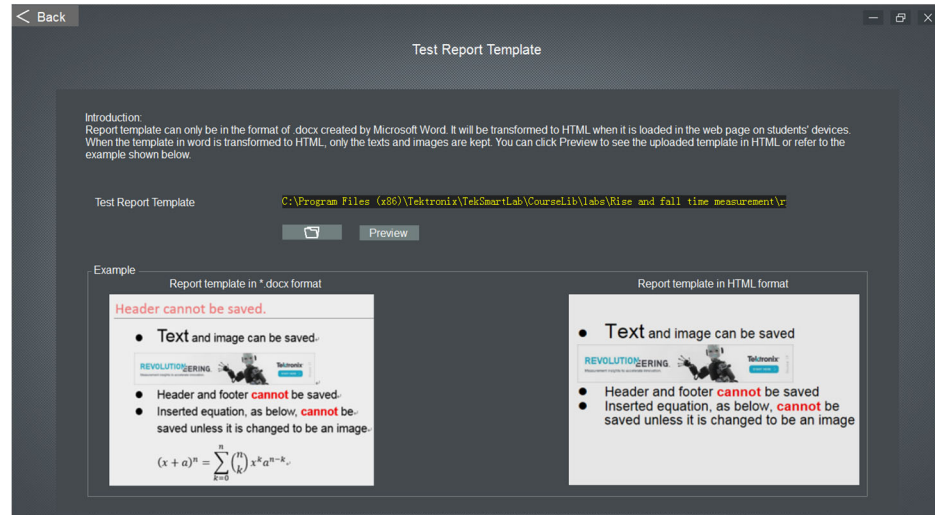 Back
Test Report Template
Introduction:
Report template can only be in the format of .docx created by Microsoft Word. It will be transformed to HTML when it is loaded in the web page on students' devices.
When the template in word is transformed to HTML, only the texts and images are kept. You can click Preview to see the uploaded template in HTML or refer to the
example shown below.
Test Report Template
C:\Program Files (x86)\Tektronix\TekSmartLab\CourseLib\labs\Rise and fall time measurement\r
Preview
Example
Report template in *.docx format
Header cannot be saved.
● Text and image can be saved
REVOLUTIONEERING.
Tektronix
● Header and footer cannot be saved
● Inserted equation, as below, cannot be
saved unless it is changed to be an image
(x + a)^n = ∑_{k=0}^{n} (n k) x^k a^{n−k}
Report template in HTML format
● Text and image can be saved
REVOLUTIONEERING.
Tektronix
● Header and footer cannot be saved
● Inserted equation, as below, cannot be
saved unless it is changed to be an image